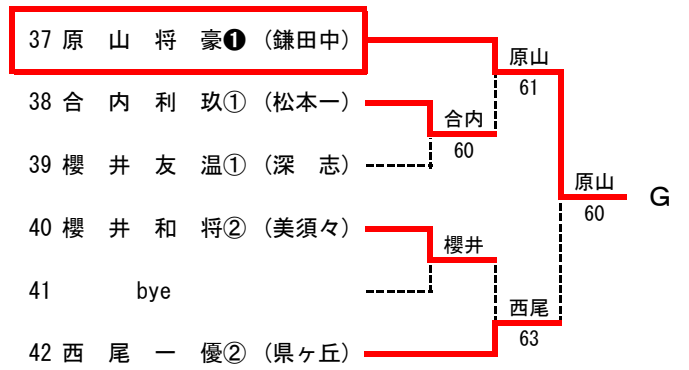 37 原 山 将 豪❶ (鎌田中)
原山
61
38 合 内 利 玖① (松本一)
合内
60
39 櫻 井 友 温① (深 志)
原山
60
G
40 櫻 井 和 将② (美須々)
櫻井
41 bye
西尾
63
42 西 尾 一 優② (県ヶ丘)